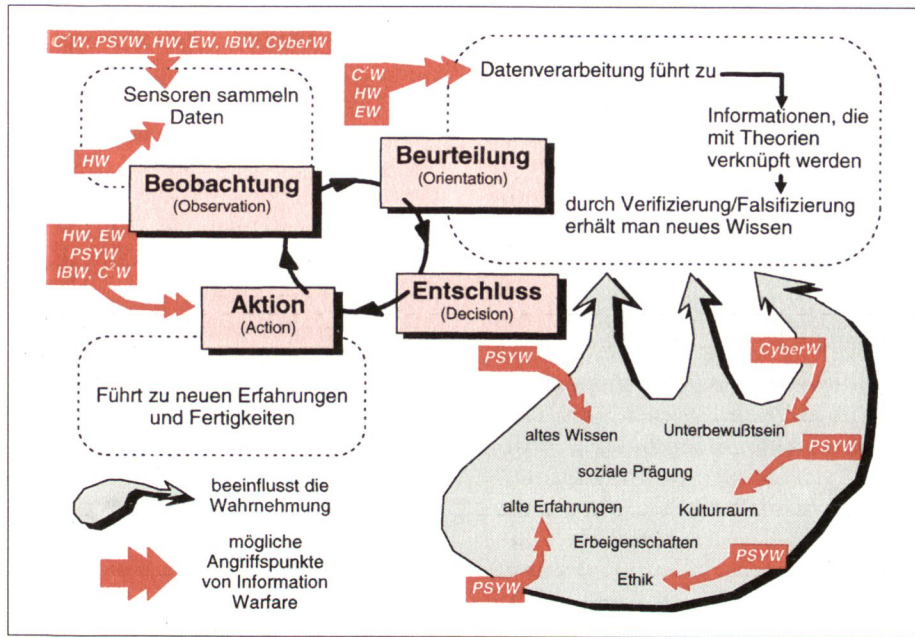 C²W, PSYW, HW, EW, IBW, CyberW
Sensoren sammeln
Daten
HW
C²W
HW
EW
Datenverarbeitung führt zu
Informationen, die
mit Theorien
verknüpft werden
durch Verifizierung/Falsifizierung
erhält man neues Wissen
Beobachtung
(Observation)
Beurteilung
(Orientation)
HW, EW
PSYW
IBW, C²W
Aktion
(Action)
Entschluss
(Decision)
Führt zu neuen Erfahrungen
und Fertigkeiten
PSYW
CyberW
altes Wissen
Unterbewußtsein
PSYW
soziale Prägung
alte Erfahrungen
Kulturraum
Erbeigenschaften
PSYW
Ethik
PSYW
beeinflusst die
Wahrnehmung
mögliche
Angriffspunkte
von Information
Warfare